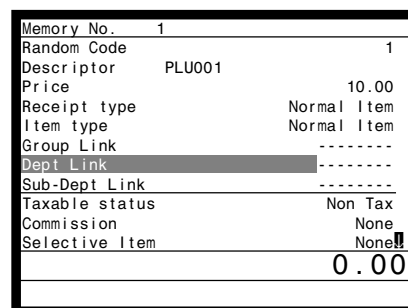 Memory No. 1
Random Code 1
Descriptor PLU001
Price 10.00
Receipt type Normal Item
Item type Normal Item
Group Link --------
Dept Link --------
Sub-Dept Link --------
Taxable status Non Tax
Commission None
Selective Item None↓
0.00